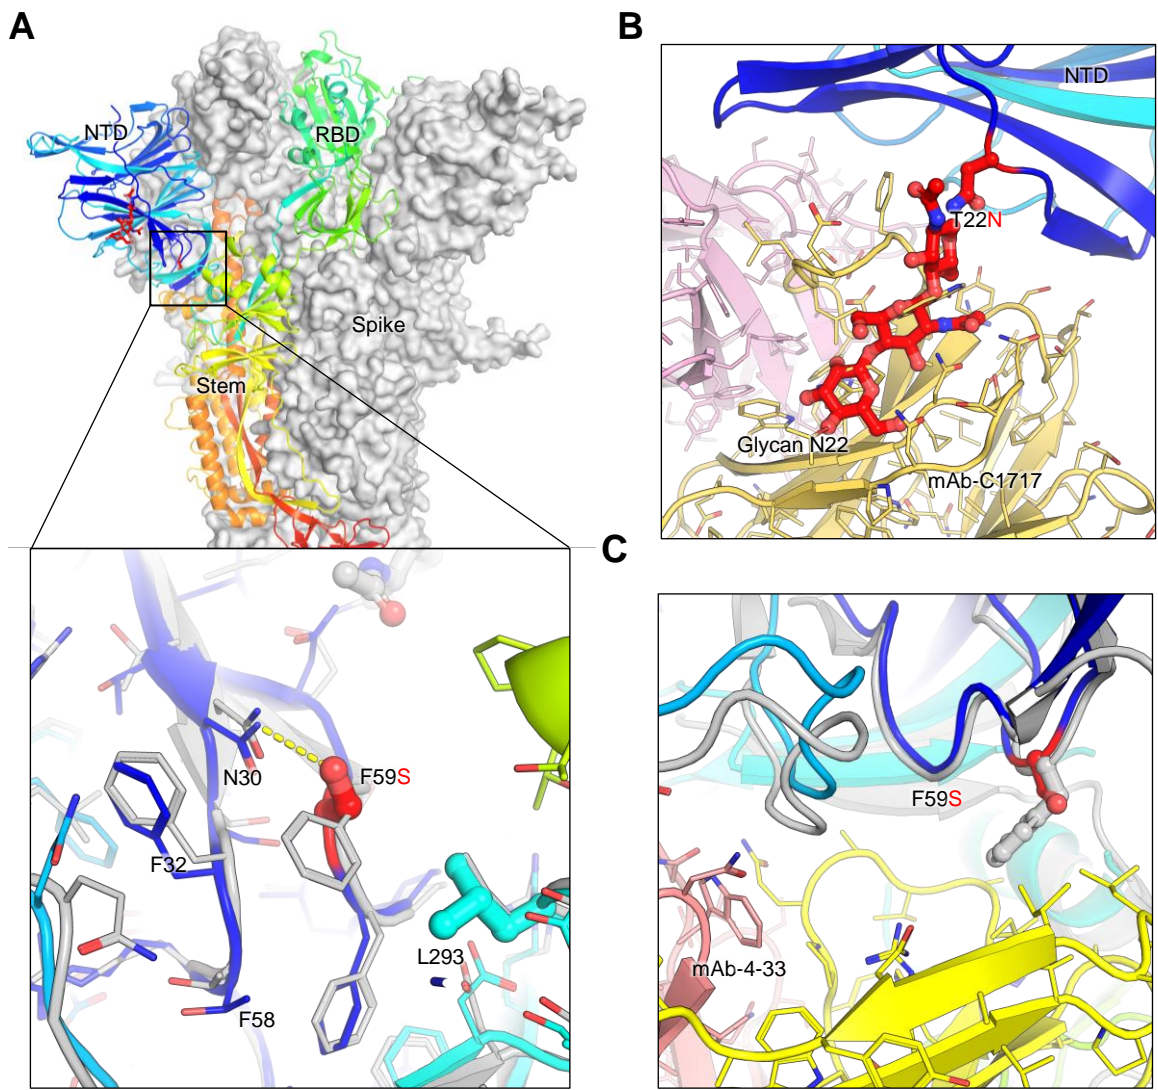 A
NTD
RBD
Spike
Stem
N30
F59S
F32
L293
F58
B
NTD
T22N
Glycan N22
mAb-C1717
C
F59S
mAb-4-33